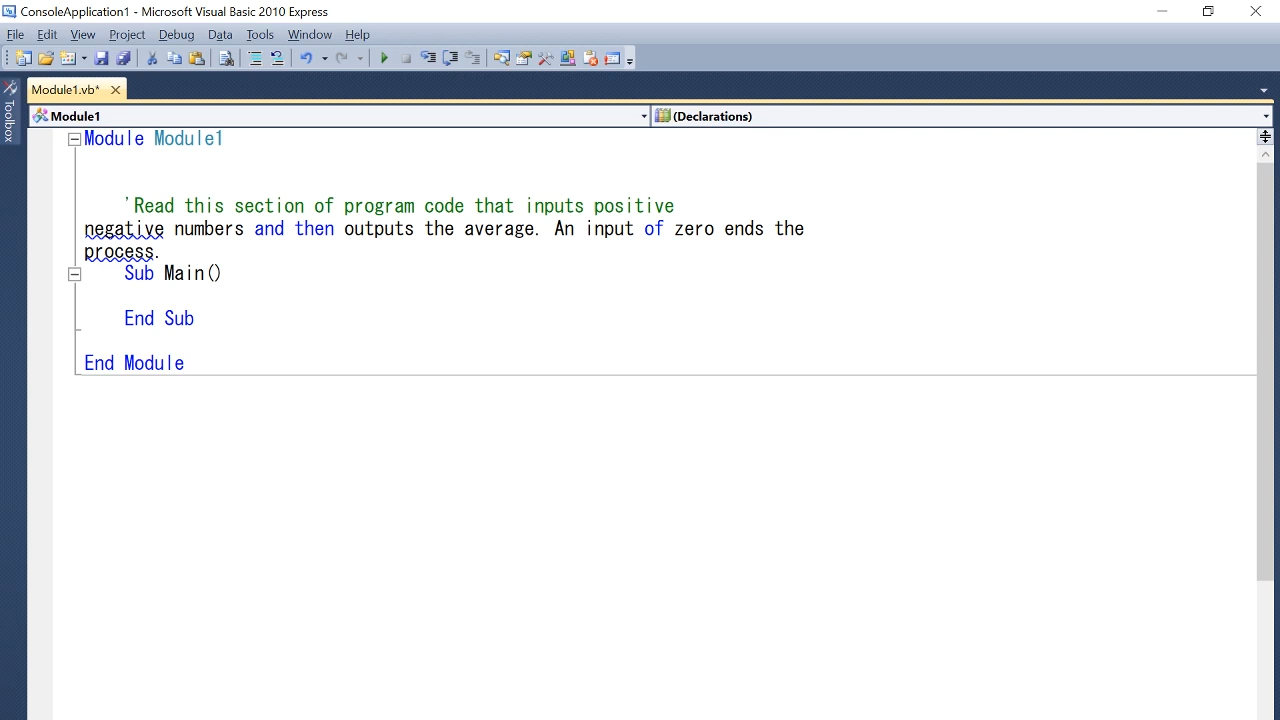 ConsoleApplication1 - Microsoft Visual Basic 2010 Express
File Edit View Project Debug Data Tools Window Help
Module1.vb*
Toolbox
Module1 (Declarations)
Module Module1
'Read this section of program code that inputs positive
negative numbers and then outputs the average. An input of zero ends the
process.
Sub Main()
End Sub
End Module